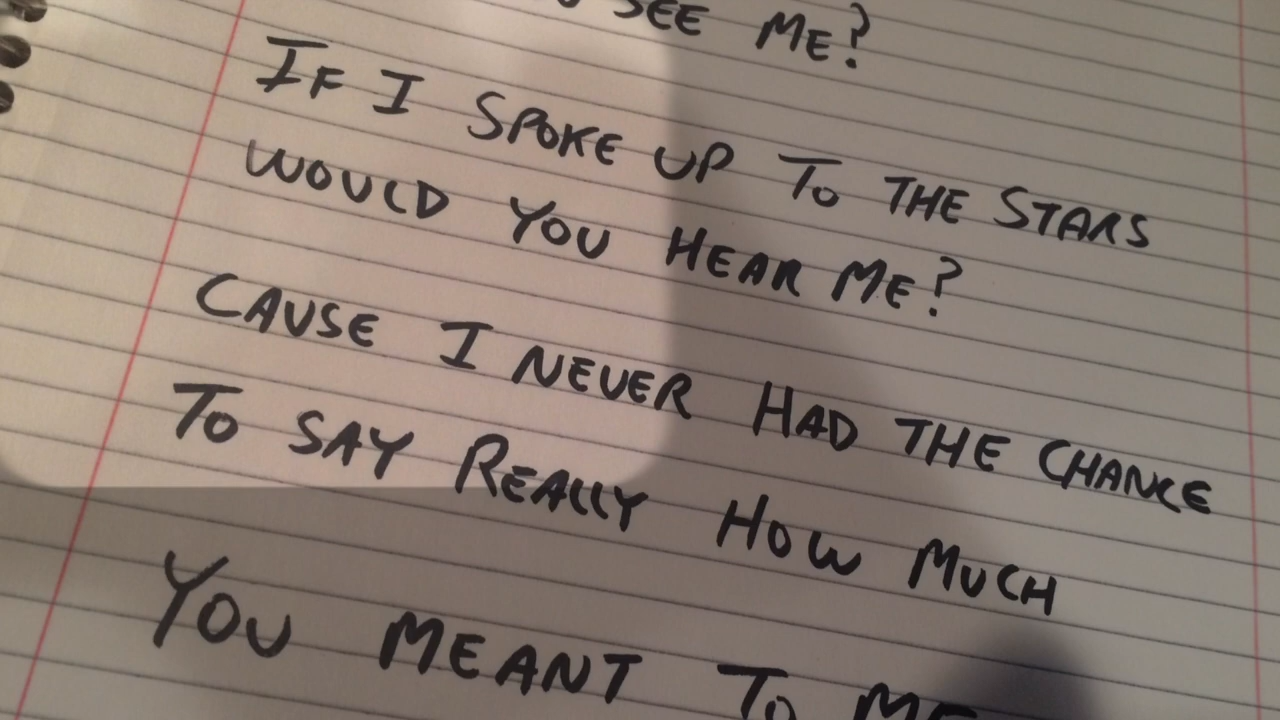 SEE ME?
IF I SPOKE UP TO THE STARS
WOULD YOU HEAR ME?
CAUSE I NEVER HAD THE CHANCE
TO SAY REALLY HOW MUCH
YOU MEANT TO ME